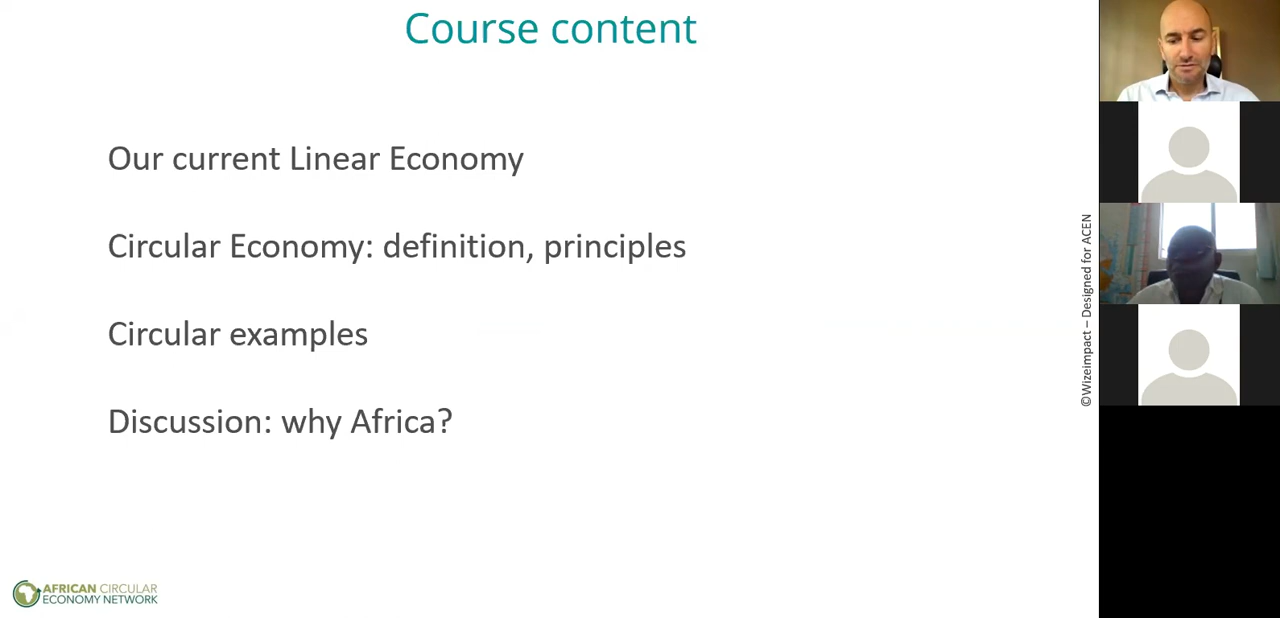 Course content
Our current Linear Economy
Circular Economy: definition, principles
Circular examples
Discussion: why Africa?
©Wizeimpact – Designed for ACEN
AFRICAN CIRCULAR
ECONOMY NETWORK